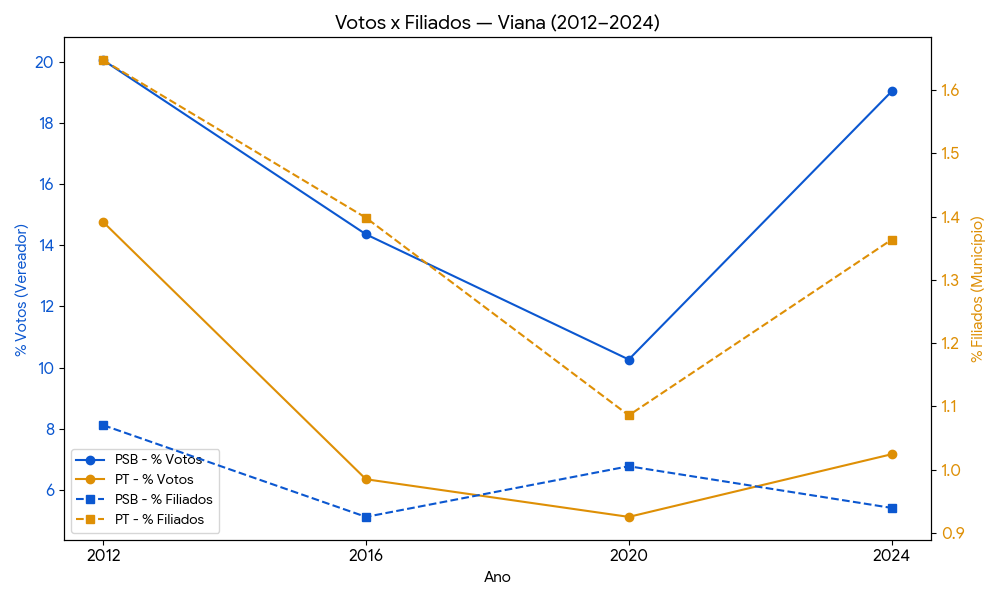 Votos x Filiados — Viana (2012–2024)
% Votos (Vereador)
20
18
16
14
12
10
8
6
% Filiados (Município)
1.6
1.5
1.4
1.3
1.2
1.1
1.0
0.9
PSB - % Votos
PT - % Votos
PSB - % Filiados
PT - % Filiados
2012
2016
2020
2024
Ano